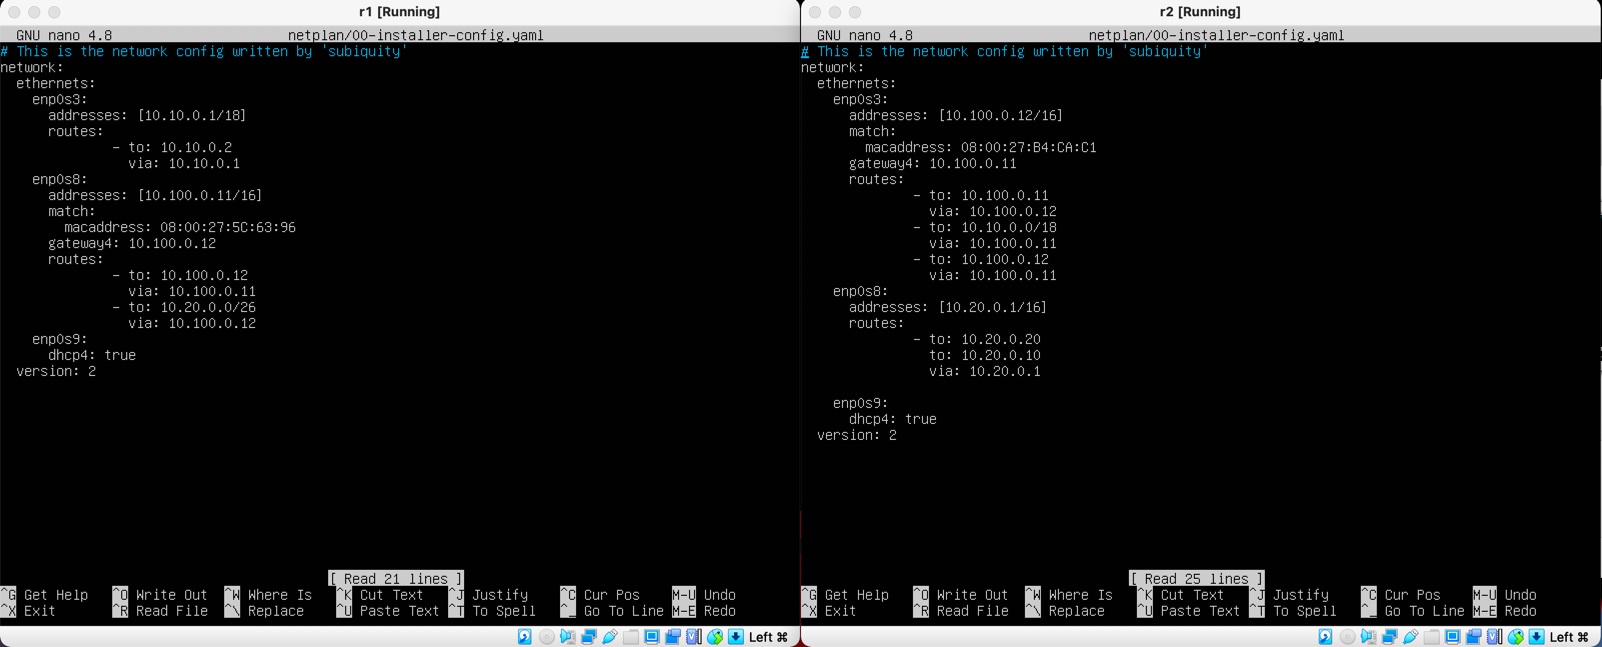 r1 [Running]
GNU nano 4.8 netplan/00-installer-config.yaml
# This is the network config written by 'subiquity'
network:
  ethernets:
    enp0s3:
      addresses: [10.10.0.1/18]
      routes:
              - to: 10.10.0.2
                via: 10.10.0.1
    enp0s8:
      addresses: [10.100.0.11/16]
      match:
        macaddress: 08:00:27:5C:63:96
      gateway4: 10.100.0.12
      routes:
              - to: 10.100.0.12
                via: 10.100.0.11
              - to: 10.20.0.0/26
                via: 10.100.0.12
    enp0s9:
      dhcp4: true
  version: 2
[ Read 21 lines ]
^G Get Help ^O Write Out ^W Where Is ^K Cut Text ^J Justify ^C Cur Pos M-U Undo
^X Exit ^R Read File ^\ Replace ^U Paste Text ^T To Spell ^_ Go To Line M-E Redo
Left ⌘
r2 [Running]
GNU nano 4.8 netplan/00-installer-config.yaml
# This is the network config written by 'subiquity'
network:
  ethernets:
    enp0s3:
      addresses: [10.100.0.12/16]
      match:
        macaddress: 08:00:27:B4:CA:C1
      gateway4: 10.100.0.11
      routes:
              - to: 10.100.0.11
                via: 10.100.0.12
              - to: 10.10.0.0/18
                via: 10.100.0.11
              - to: 10.100.0.12
                via: 10.100.0.11
    enp0s8:
      addresses: [10.20.0.1/16]
      routes:
              - to: 10.20.0.20
                to: 10.20.0.10
                via: 10.20.0.1
    enp0s9:
      dhcp4: true
  version: 2
[ Read 25 lines ]
^G Get Help ^O Write Out ^W Where Is ^K Cut Text ^J Justify ^C Cur Pos M-U Undo
^X Exit ^R Read File ^\ Replace ^U Paste Text ^T To Spell ^_ Go To Line M-E Redo
Left ⌘